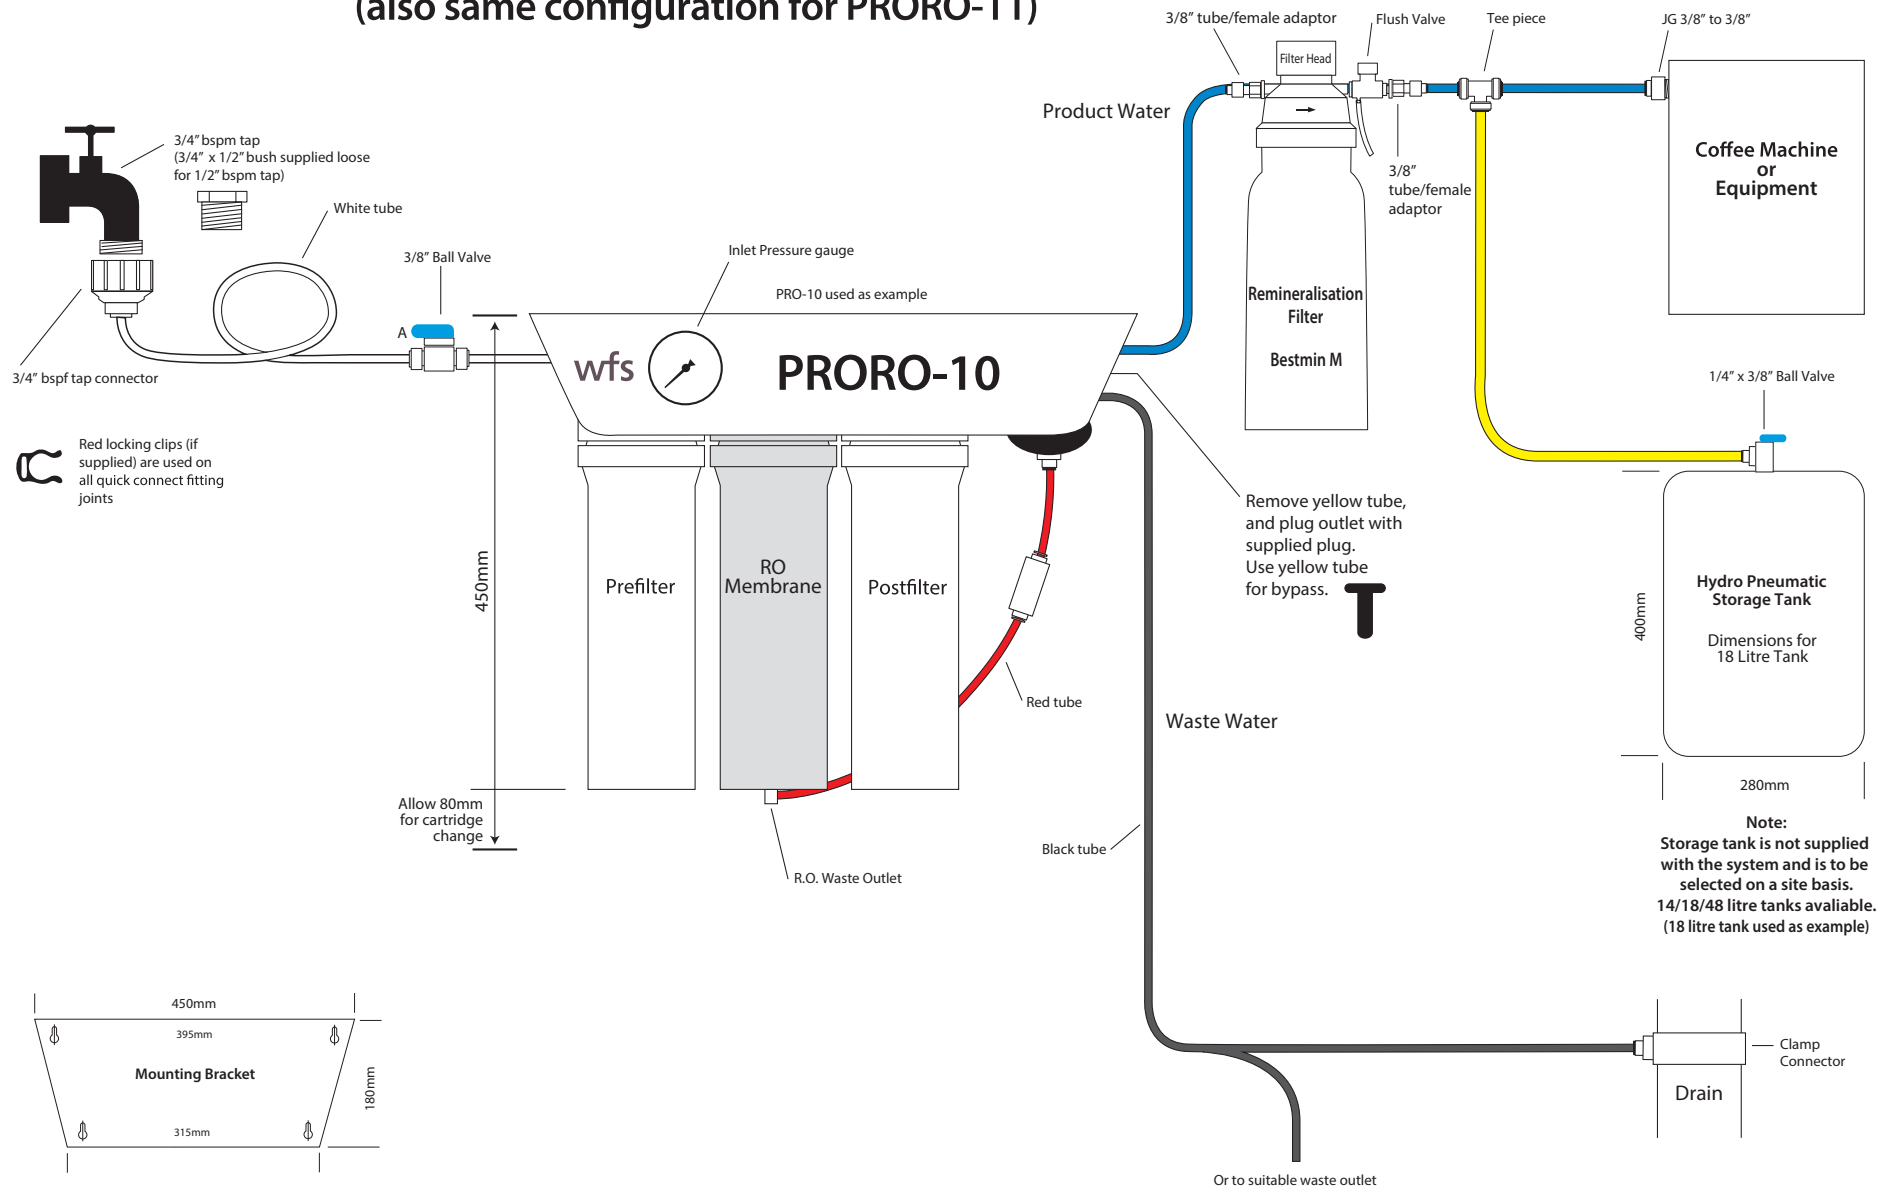 (also same configuration for PRORO-11)
3/8” tube/female adaptor
Flush Valve
Tee piece
JG 3/8” to 3/8”
Filter Head
Product Water
3/4” bspm tap
(3/4” x 1/2” bush supplied loose
for 1/2” bspm tap)
White tube
3/8”
tube/female
adaptor
Coffee Machine
or
Equipment
3/8” Ball Valve
Inlet Pressure gauge
PRO-10 used as example
A
wfs
PRORO-10
Remineralisation
Filter
Bestmin M
3/4” bspf tap connector
1/4” x 3/8” Ball Valve
Red locking clips (if
supplied) are used on
all quick connect fitting
joints
Remove yellow tube,
and plug outlet with
supplied plug.
Use yellow tube
for bypass.
450mm
Prefilter
RO
Membrane
Postfilter
Hydro Pneumatic
Storage Tank
Dimensions for
18 Litre Tank
400mm
Red tube
Waste Water
280mm
Allow 80mm
for cartridge
change
Black tube
R.O. Waste Outlet
Note:
Storage tank is not supplied
with the system and is to be
selected on a site basis.
14/18/48 litre tanks avaliable.
(18 litre tank used as example)
450mm
395mm
Mounting Bracket
180mm
315mm
Clamp
Connector
Drain
Or to suitable waste outlet